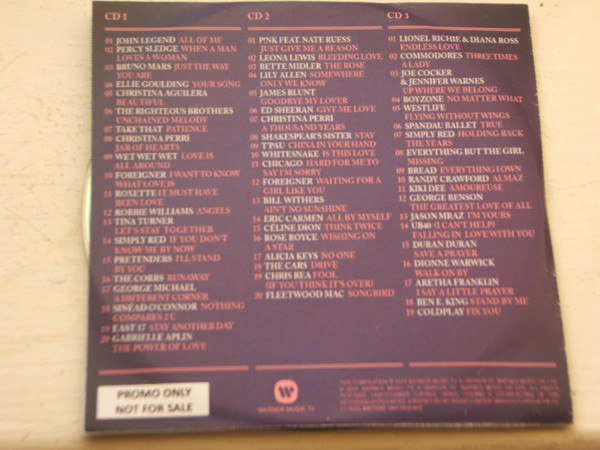 CD 1
01 JOHN LEGEND ALL OF ME
02 PERCY SLEDGE WHEN A MAN
LOVES A WOMAN
03 BRUNO MARS JUST THE WAY
YOU ARE
04 ELLIE GOULDING YOUR SONG
05 CHRISTINA AGUILERA
BEAUTIFUL
06 THE RIGHTEOUS BROTHERS
UNCHAINED MELODY
07 TAKE THAT PATIENCE
08 CHRISTINA PERRI
JAR OF HEARTS
09 WET WET WET LOVE IS
ALL AROUND
10 FOREIGNER I WANT TO KNOW
WHAT LOVE IS
11 ROXETTE IT MUST HAVE
BEEN LOVE
12 ROBBIE WILLIAMS ANGELS
13 TINA TURNER
LET'S STAY TOGETHER
14 SIMPLY RED IF YOU DON'T
KNOW ME BY NOW
15 PRETENDERS I'LL STAND
BY YOU
16 THE CORRS RUNAWAY
17 GEORGE MICHAEL
A DIFFERENT CORNER
18 SINÉAD O'CONNOR NOTHING
COMPARES 2 U
19 EAST 17 STAY ANOTHER DAY
20 GABRIELLE APLIN
THE POWER OF LOVE
CD 2
01 P!NK FEAT. NATE RUESS
JUST GIVE ME A REASON
02 LEONA LEWIS BLEEDING LOVE
03 BETTE MIDLER THE ROSE
04 LILY ALLEN SOMEWHERE
ONLY WE KNOW
05 JAMES BLUNT
GOODBYE MY LOVER
06 ED SHEERAN GIVE ME LOVE
07 CHRISTINA PERRI
A THOUSAND YEARS
08 SHAKESPEAR'S SISTER STAY
09 T'PAU CHINA IN YOUR HAND
10 WHITESNAKE IS THIS LOVE
11 CHICAGO HARD FOR ME TO
SAY I'M SORRY
12 FOREIGNER WAITING FOR A
GIRL LIKE YOU
13 BILL WITHERS
AIN'T NO SUNSHINE
14 ERIC CARMEN ALL BY MYSELF
15 CÉLINE DION THINK TWICE
16 ROSE ROYCE WISHING ON
A STAR
17 ALICIA KEYS NO ONE
18 THE CARS DRIVE
19 CHRIS REA FOOL
(IF YOU THINK IT'S OVER)
20 FLEETWOOD MAC SONGBIRD
CD 3
01 LIONEL RICHIE & DIANA ROSS
ENDLESS LOVE
02 COMMODORES THREE TIMES
A LADY
03 JOE COCKER
& JENNIFER WARNES
UP WHERE WE BELONG
04 BOYZONE NO MATTER WHAT
05 WESTLIFE
FLYING WITHOUT WINGS
06 SPANDAU BALLET TRUE
07 SIMPLY RED HOLDING BACK
THE YEARS
08 EVERYTHING BUT THE GIRL
MISSING
09 BREAD EVERYTHING I OWN
10 RANDY CRAWFORD ALMAZ
11 KIKI DEE AMOUREUSE
12 GEORGE BENSON
THE GREATEST LOVE OF ALL
13 JASON MRAZ I'M YOURS
14 UB40 (I CAN'T HELP)
FALLING IN LOVE WITH YOU
15 DURAN DURAN
SAVE A PRAYER
16 DIONNE WARWICK
WALK ON BY
17 ARETHA FRANKLIN
I SAY A LITTLE PRAYER
18 BEN E. KING STAND BY ME
19 COLDPLAY FIX YOU
PROMO ONLY
NOT FOR SALE
WARNER MUSIC TV